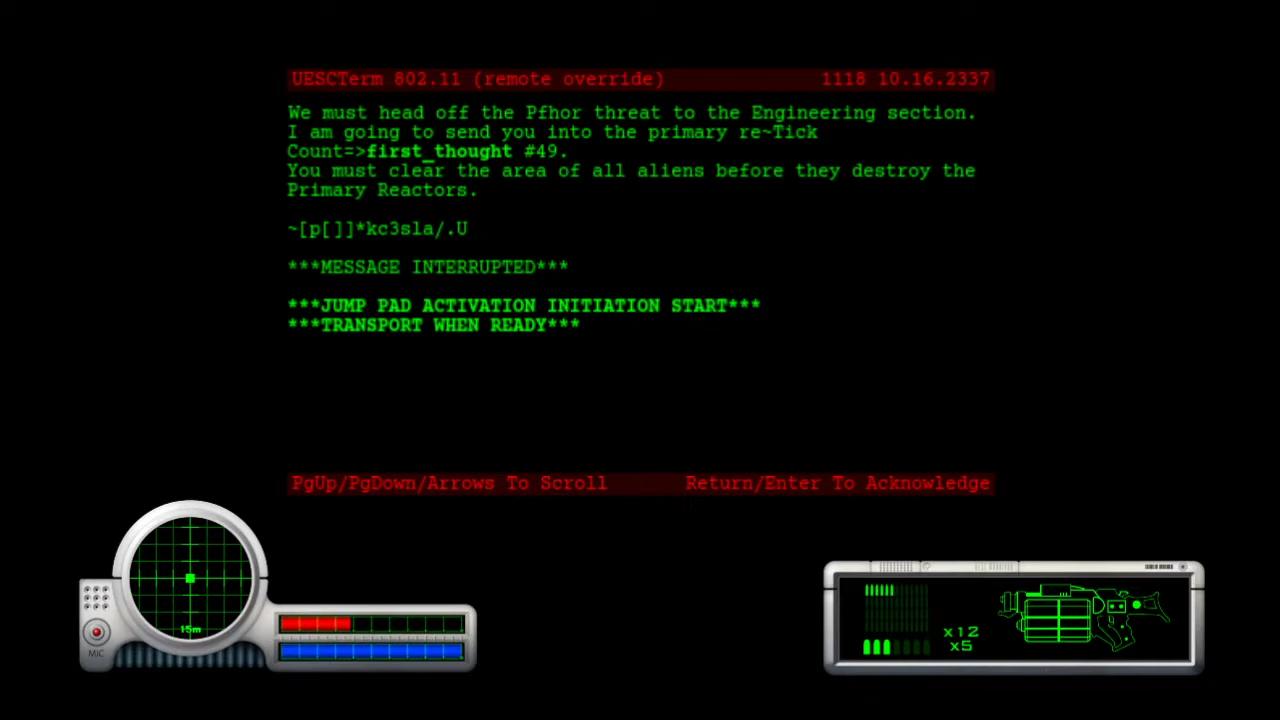 UESCTerm 802.11 (remote override) 1118 10.16.2337
We must head off the Pfhor threat to the Engineering section.
I am going to send you into the primary re~Tick
Count=>first_thought #49.
You must clear the area of all aliens before they destroy the
Primary Reactors.
~[p[]]*kc3sla/.U
***MESSAGE INTERRUPTED***
***JUMP PAD ACTIVATION INITIATION START***
***TRANSPORT WHEN READY***
PgUp/PgDown/Arrows To Scroll Return/Enter To Acknowledge
15m
MIC
x12
x5